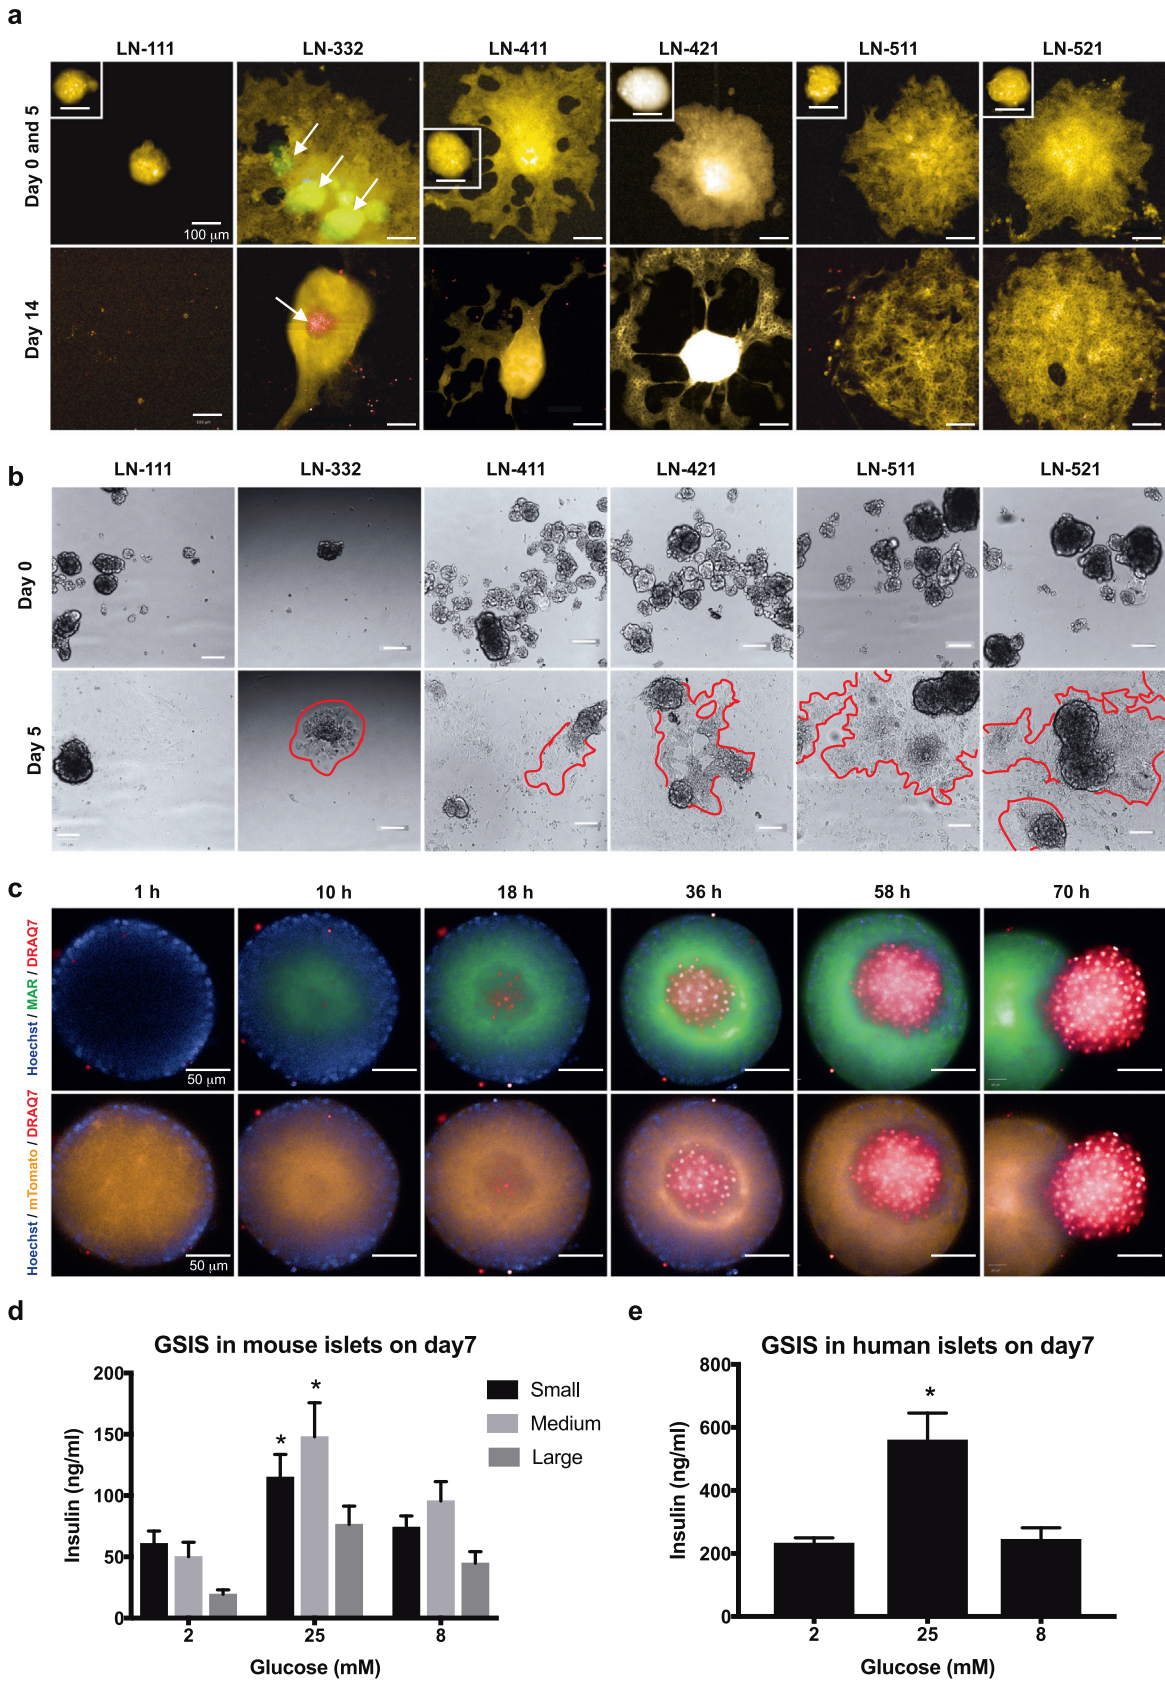 a
LN-111 LN-332 LN-411 LN-421 LN-511 LN-521
Day 0 and 5
100 μm
Day 14
b
LN-111 LN-332 LN-411 LN-421 LN-511 LN-521
Day 0
Day 5
c
1 h 10 h 18 h 36 h 58 h 70 h
Hoechst / MAR / DRAQ7
50 μm
Hoechst / mTomato / DRAQ7
50 μm
d
GSIS in mouse islets on day7
200
150
100
50
0
Insulin (ng/ml)
* *
Small
Medium
Large
2 25 8
Glucose (mM)
e
GSIS in human islets on day7
800
600
400
200
0
Insulin (ng/ml)
*
2 25 8
Glucose (mM)